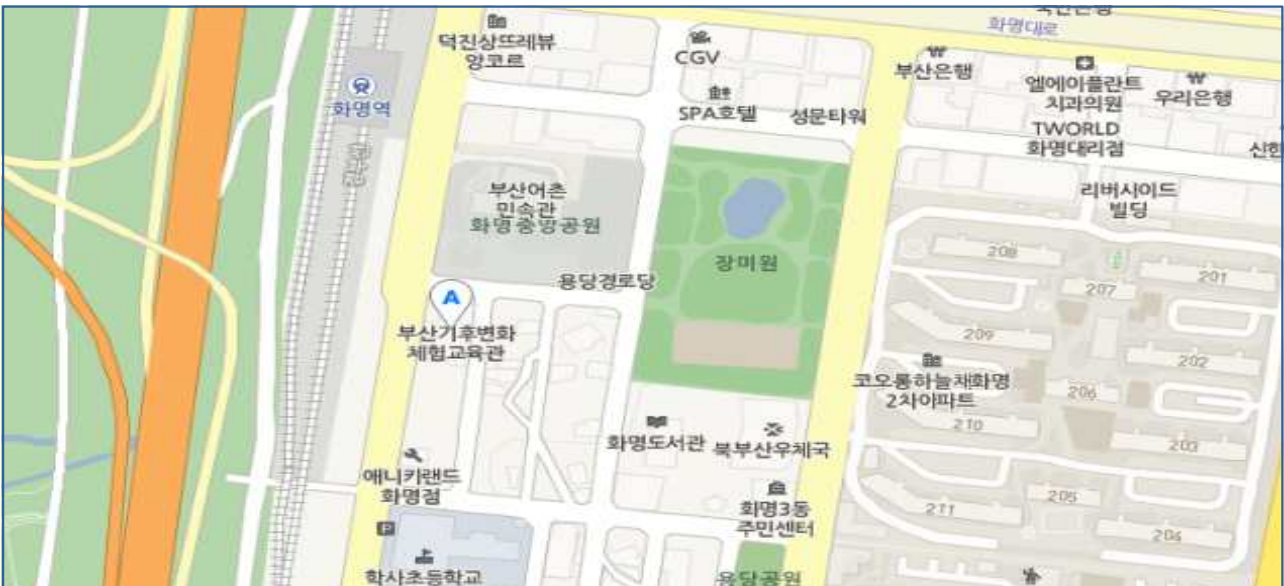 화명대로
덕진상뜨레뷰
앙코르
CGV
부산은행
엘에이플란트
치과의원
우리은행
화명역
SPA호텔
성문타워
TWORLD
화명대리점
신한
부산어촌
민속관
화명중앙공원
리버사이드
빌딩
장미원
용당경로당
208
207
201
A
부산기후변화
체험교육관
209
202
코오롱하늘채화명
2차아파트
206
210
203
화명도서관
북부산우체국
애니카랜드
화명점
화명3동
주민센터
205
211
204
P
학사초등학교
용당공원